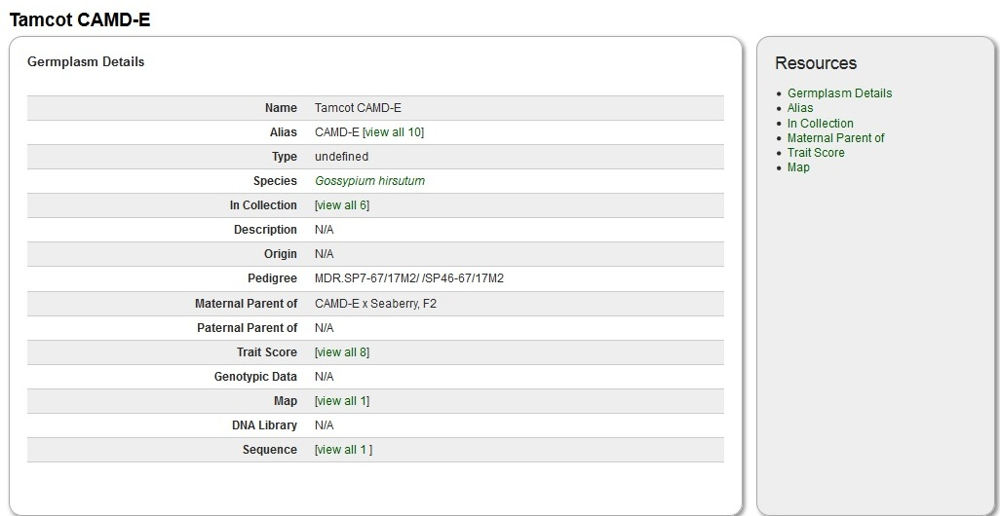 Tamcot CAMD-E
Germplasm Details
Name Tamcot CAMD-E
Alias CAMD-E [view all 10]
Type undefined
Species Gossypium hirsutum
In Collection [view all 6]
Description N/A
Origin N/A
Pedigree MDR.SP7-67/17M2/ /SP46-67/17M2
Maternal Parent of CAMD-E x Seaberry, F2
Paternal Parent of N/A
Trait Score [view all 8]
Genotypic Data N/A
Map [view all 1]
DNA Library N/A
Sequence [view all 1 ]
Resources
Germplasm Details
Alias
In Collection
Maternal Parent of
Trait Score
Map